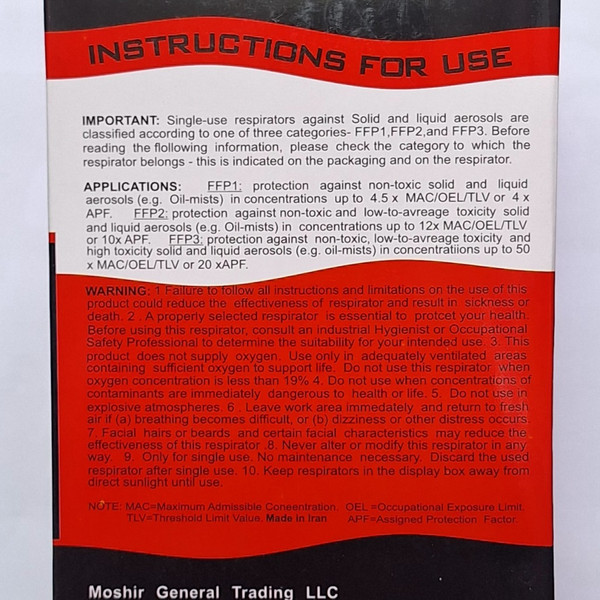 INSTRUCTIONS FOR USE
IMPORTANT: Single-use respirators against Solid and liquid aerosols are
classified according to one of three categories- FFP1,FFP2,and FFP3. Before
reading the flollowing information, please check the category to which the
respirator belongs - this is indicated on the packaging and on the respirator.
APPLICATIONS: FFP1: protection against non-toxic solid and liquid
aerosols (e.g. Oil-mists) in concentrations up to 4.5 x MAC/OEL/TLV or 4 x
APF. FFP2: protection against non-toxic and low-to-avreage toxicity solid
and liquid aerosols (e.g. Oil-mists) in concentrations up to 12x MAC/OEL/TLV
or 10x APF. FFP3: protection against non-toxic, low-to-avreage toxicity and
high toxicity solid and liquid aerosols (e.g. oil-mists) in concentratiions up to 50
x MAC/OEL/TLV or 20 xAPF.
WARNING: 1.Failure to follow all instructions and limitations on the use of this
product could reduce the effectiveness of respirator and result in sickness or
death. 2 . A properly selected respirator is essential to protcet your health.
Before using this respirator, consult an industrial Hygienist or Occupational
Safety Professional to determine the suitability for your intended use. 3. This
product does not supply oxygen. Use only in adequately ventilated areas
containing sufficient oxygen to support life. Do not use this respirator when
oxygen concentration is less than 19% 4. Do not use when concentrations of
contaminants are immediately dangerous to health or life. 5. Do not use in
explosive atmospheres. 6 . Leave work area immediately and return to fresh
air if (a) breathing becomes difficult, or (b) dizziness or other distress occurs.
7. Facial hairs or beards and certain facial characteristics may reduce the
effectiveness of this respirator .8. Never alter or modify this respirator in any
way. 9. Only for single use. No maintenance necessary. Discard the used
respirator after single use. 10. Keep respirators in the display box away from
direct sunlight until use.
NOTE: MAC=Maximum Admissible Coneentration. OEL =Occupational Exposure Limit.
TLV=Threshold Limit Value. Made in Iran APF=Assigned Protection Factor
Moshir General Trading LLC